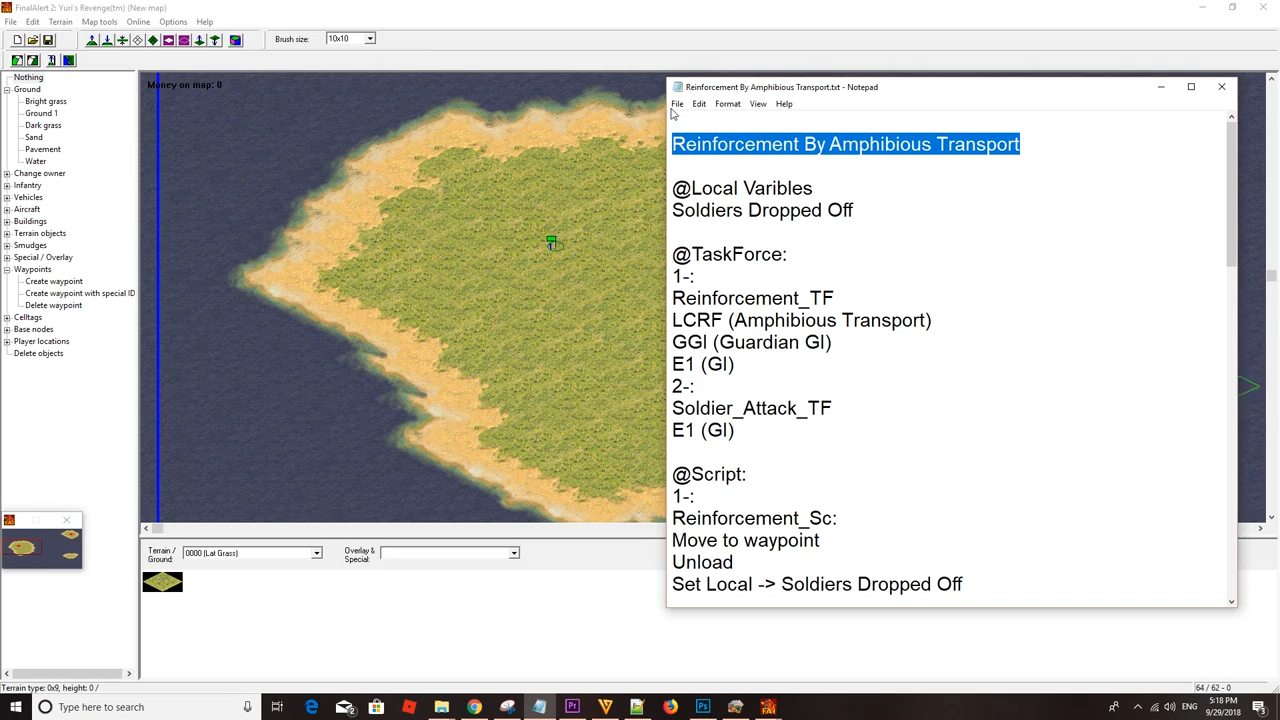 FinalAlert 2: Yuri's Revenge(tm) (New map)
File Edit Terrain Map tools Online Options Help
Brush size: 10x10
Nothing
Ground
Bright grass
Ground 1
Dark grass
Sand
Pavement
Water
Change owner
Infantry
Vehicles
Aircraft
Buildings
Terrain objects
Smudges
Special / Overlay
Waypoints
Create waypoint
Create waypoint with special ID
Delete waypoint
Celltags
Base nodes
Player locations
Delete objects
Money on map: 0
1
Reinforcement By Amphibious Transport.txt - Notepad
File Edit Format View Help
Reinforcement By Amphibious Transport
@Local Varibles
Soldiers Dropped Off
@TaskForce:
1-:
Reinforcement_TF
LCRF (Amphibious Transport)
GGI (Guardian GI)
E1 (GI)
2-:
Soldier_Attack_TF
E1 (GI)
@Script:
1-:
Reinforcement_Sc:
Move to waypoint
Unload
Set Local -> Soldiers Dropped Off
Terrain / Ground: 0000 (Lat Grass)
Overlay & Special:
Terrain type: 0x9, height: 0 /
64 / 62 - 0
Type here to search
5:18 PM
9/29/2018